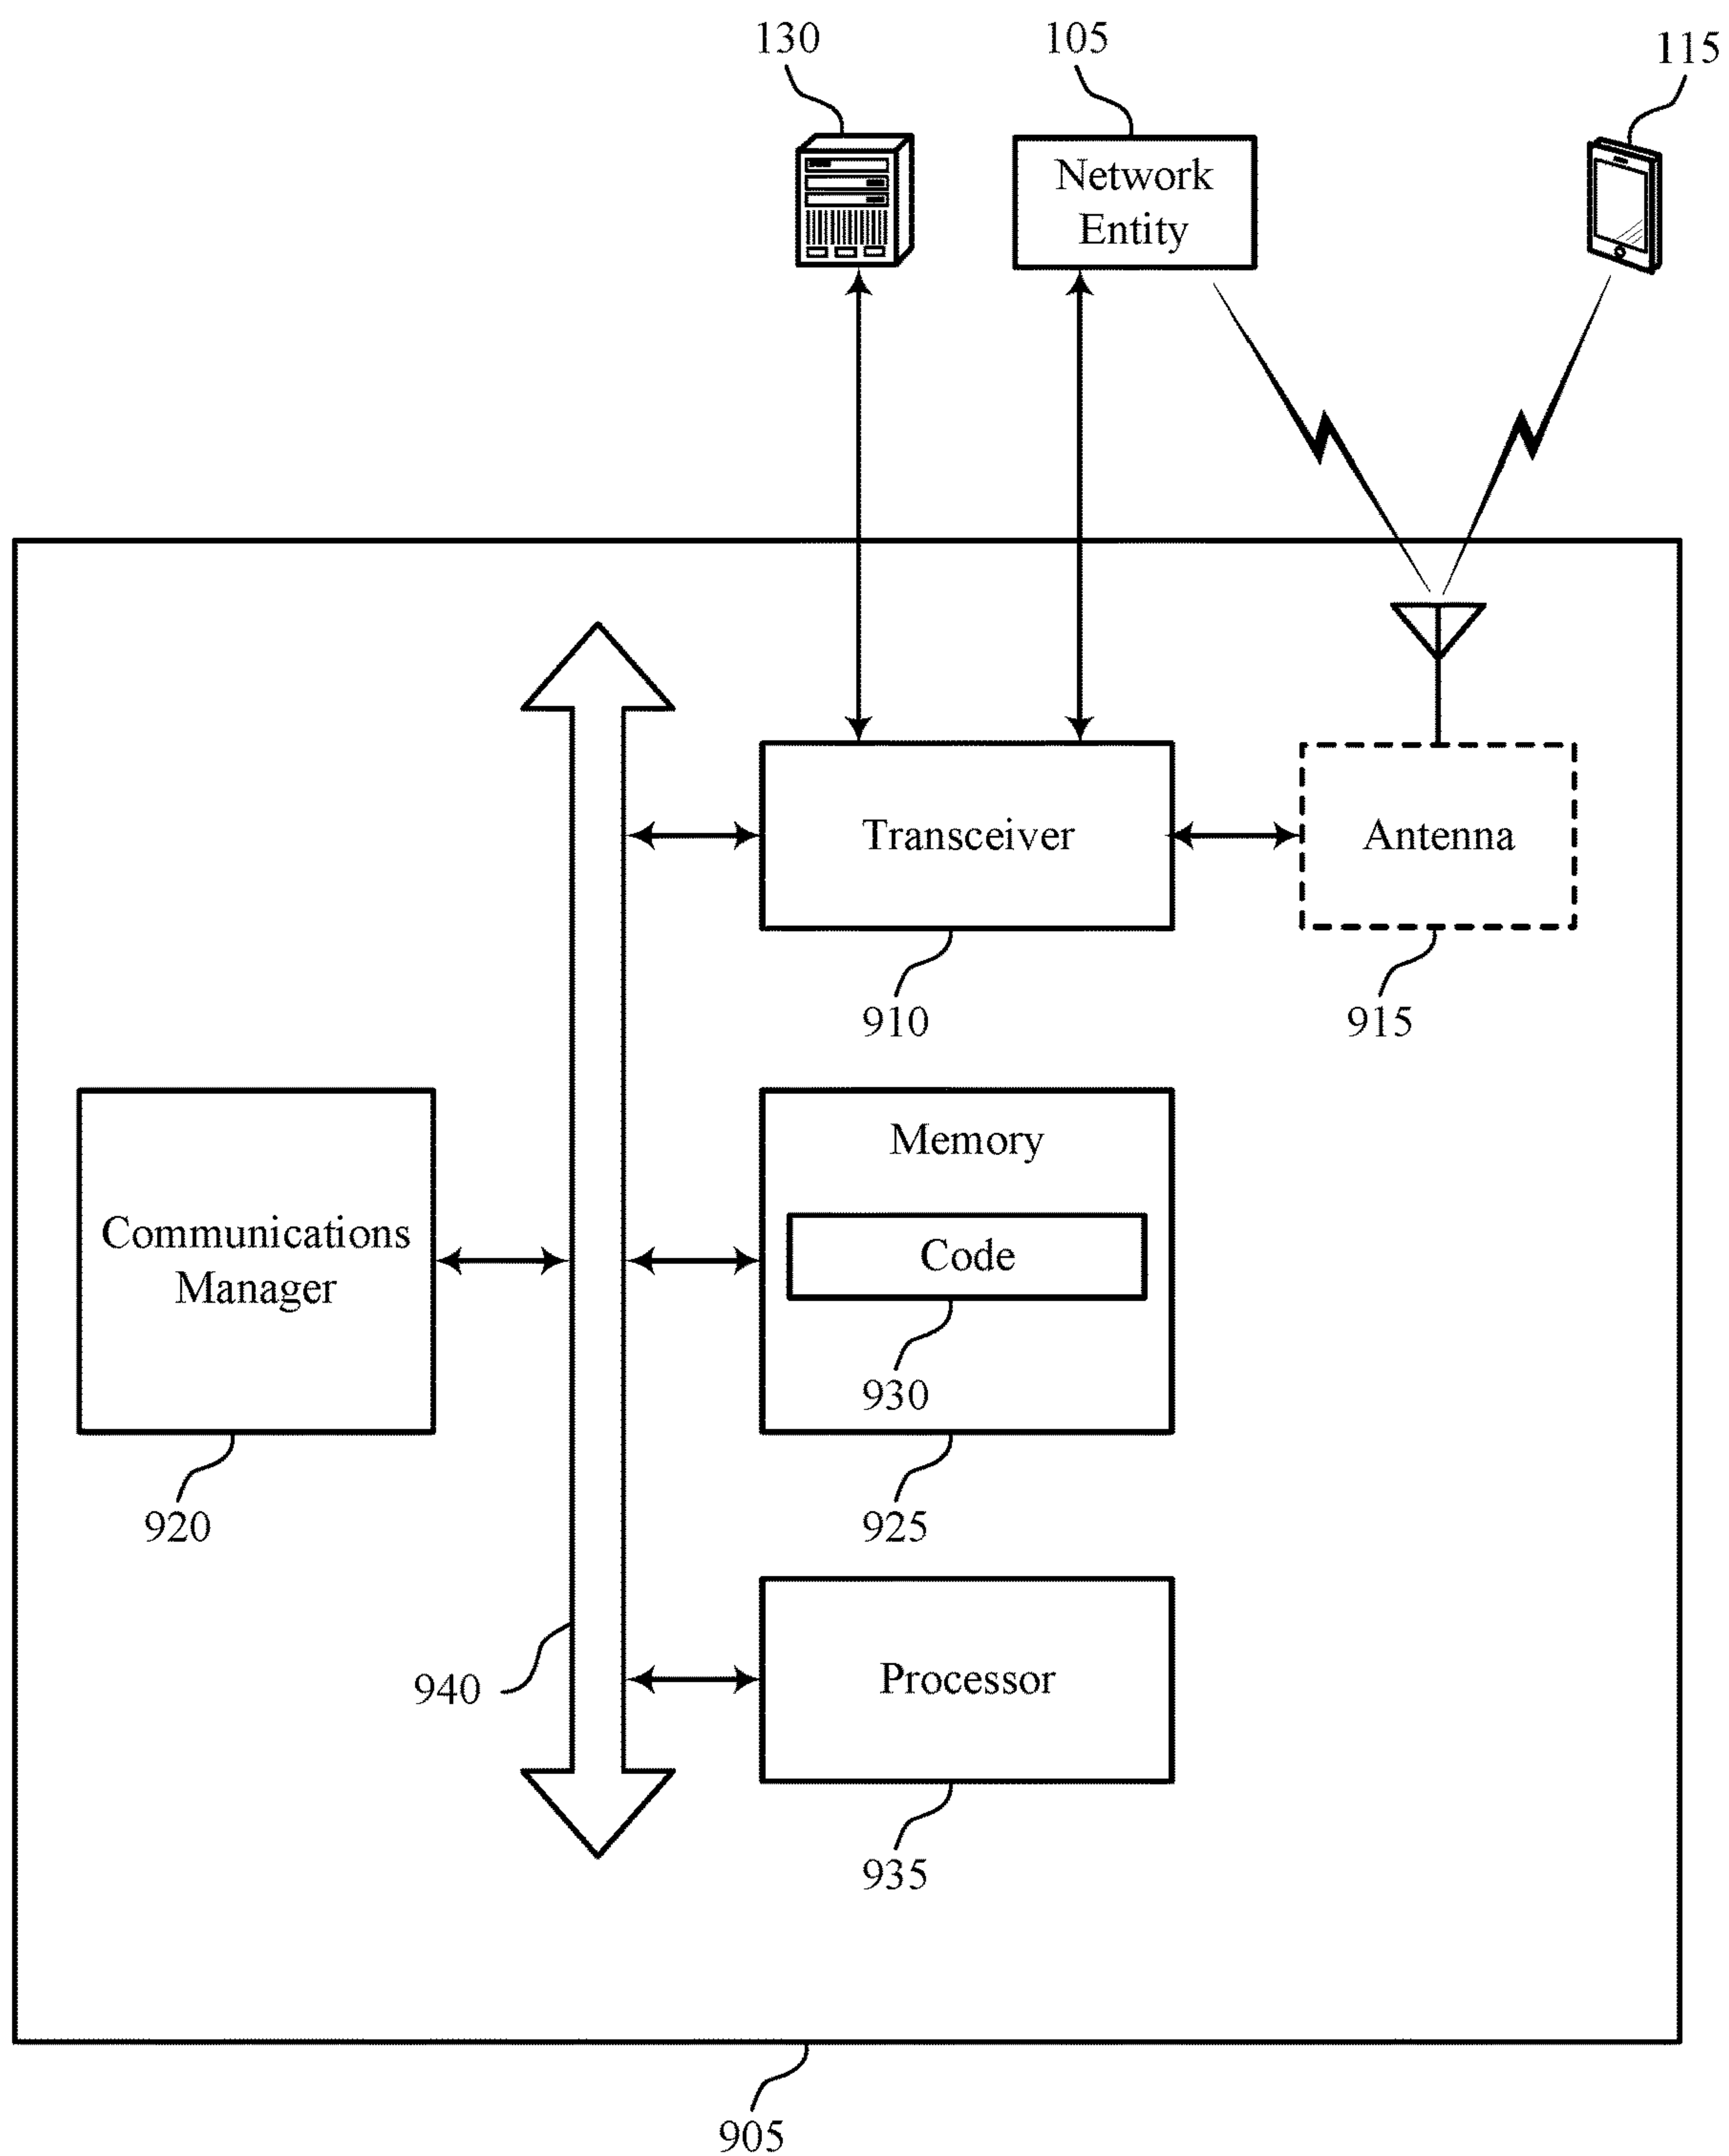 130
105
115
Network
Entity
Transceiver
Antenna
910
915
Memory
Communications
Manager
Code
930
920
925
Processor
940
935
905